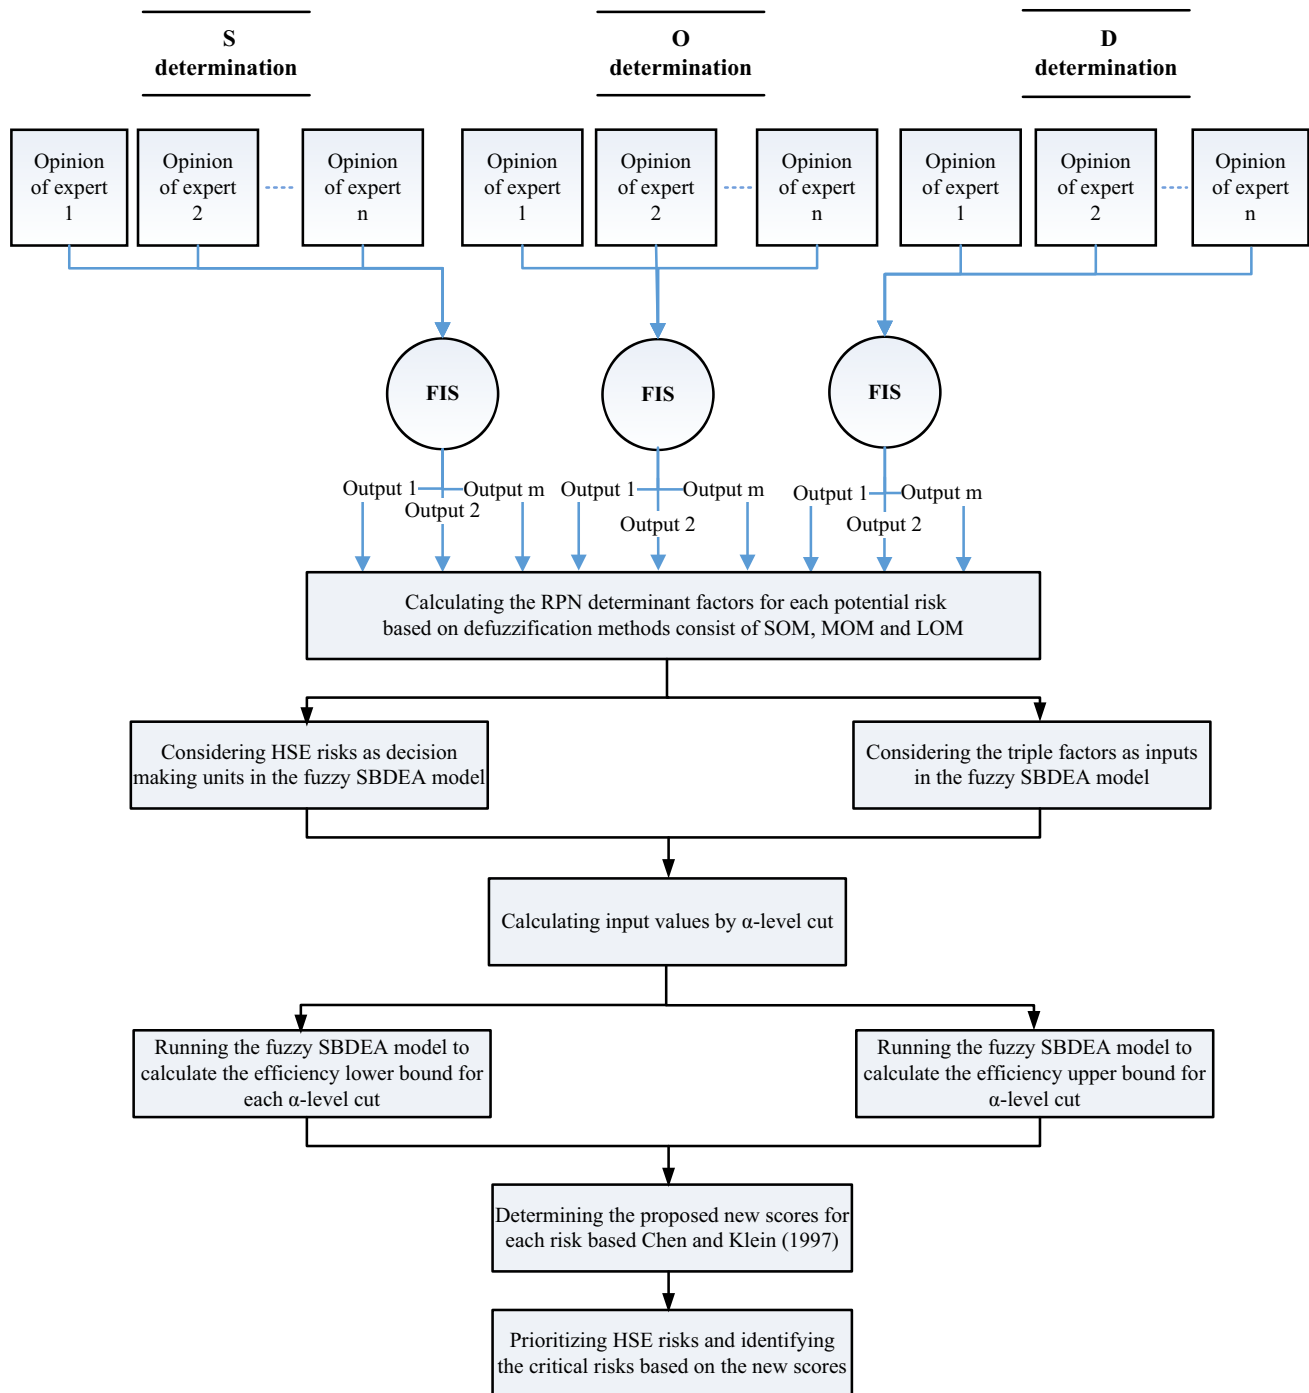 S
determination
O
determination
D
determination
Opinion
of expert
1
Opinion
of expert
2
Opinion
of expert
n
Opinion
of expert
1
Opinion
of expert
2
Opinion
of expert
n
Opinion
of expert
1
Opinion
of expert
2
Opinion
of expert
n
FIS
FIS
FIS
Output 1
Output m
Output 2
Output 1
Output m
Output 2
Output 1
Output m
Output 2
Calculating the RPN determinant factors for each potential risk
based on defuzzification methods consist of SOM, MOM and LOM
Considering HSE risks as decision
making units in the fuzzy SBDEA model
Considering the triple factors as inputs
in the fuzzy SBDEA model
Calculating input values by α-level cut
Running the fuzzy SBDEA model to
calculate the efficiency lower bound for
each α-level cut
Running the fuzzy SBDEA model to
calculate the efficiency upper bound for
α-level cut
Determining the proposed new scores for
each risk based Chen and Klein (1997)
Prioritizing HSE risks and identifying
the critical risks based on the new scores